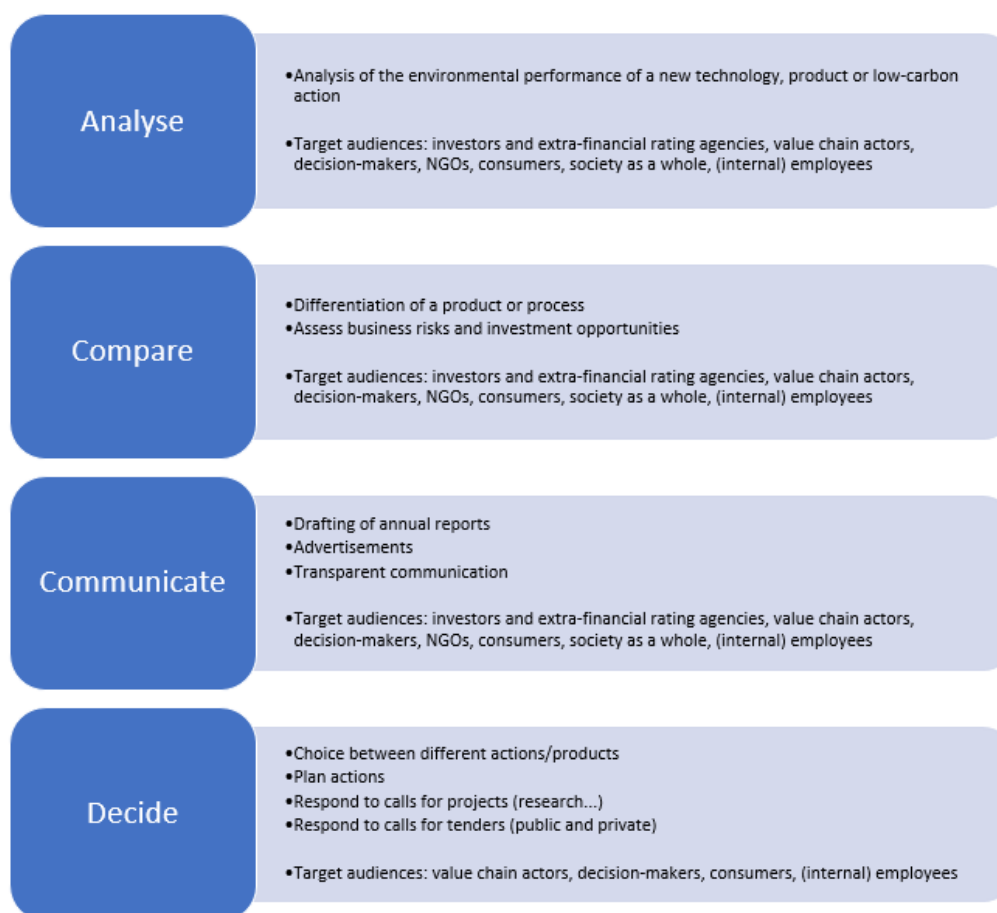 Analyse
•Analysis of the environmental performance of a new technology, product or low-carbon
action
•Target audiences: investors and extra-financial rating agencies, value chain actors,
decision-makers, NGOs, consumers, society as a whole, (internal) employees
Compare
•Differentiation of a product or process
•Assess business risks and investment opportunities
•Target audiences: investors and extra-financial rating agencies, value chain actors,
decision-makers, NGOs, consumers, society as a whole, (internal) employees
Communicate
•Drafting of annual reports
•Advertisements
•Transparent communication
•Target audiences: investors and extra-financial rating agencies, value chain actors,
decision-makers, NGOs, consumers, society as a whole, (internal) employees
Decide
•Choice between different actions/products
•Plan actions
•Respond to calls for projects (research...)
•Respond to calls for tenders (public and private)
•Target audiences: value chain actors, decision-makers, consumers, (internal) employees